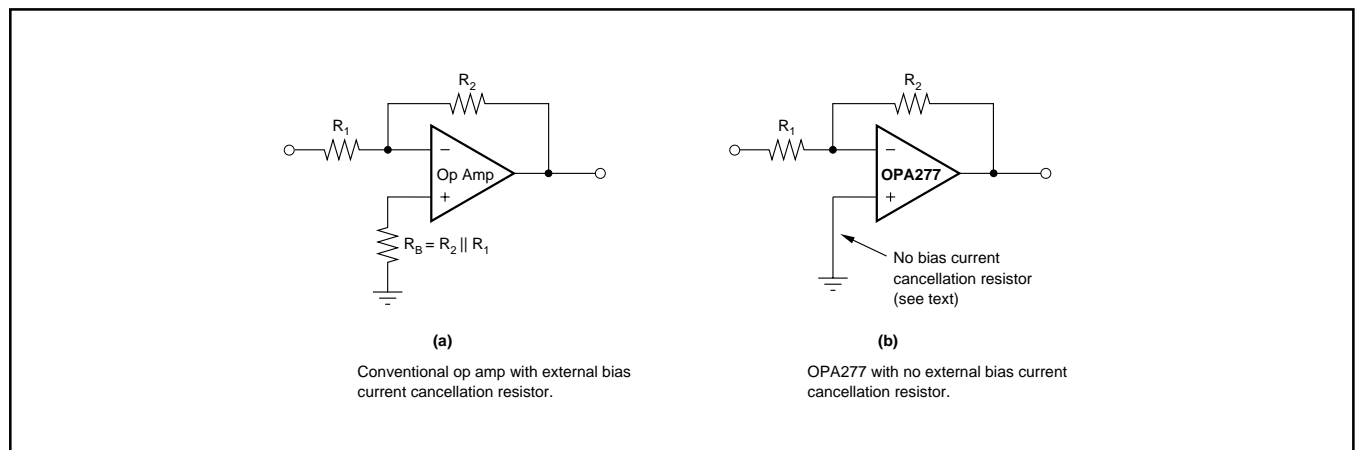 R2
R1
−
Op Amp
+
RB = R2 || R1
(a)
Conventional op amp with external bias
current cancellation resistor.
R2
R1
−
OPA277
+
No bias current
cancellation resistor
(see text)
(b)
OPA277 with no external bias current
cancellation resistor.